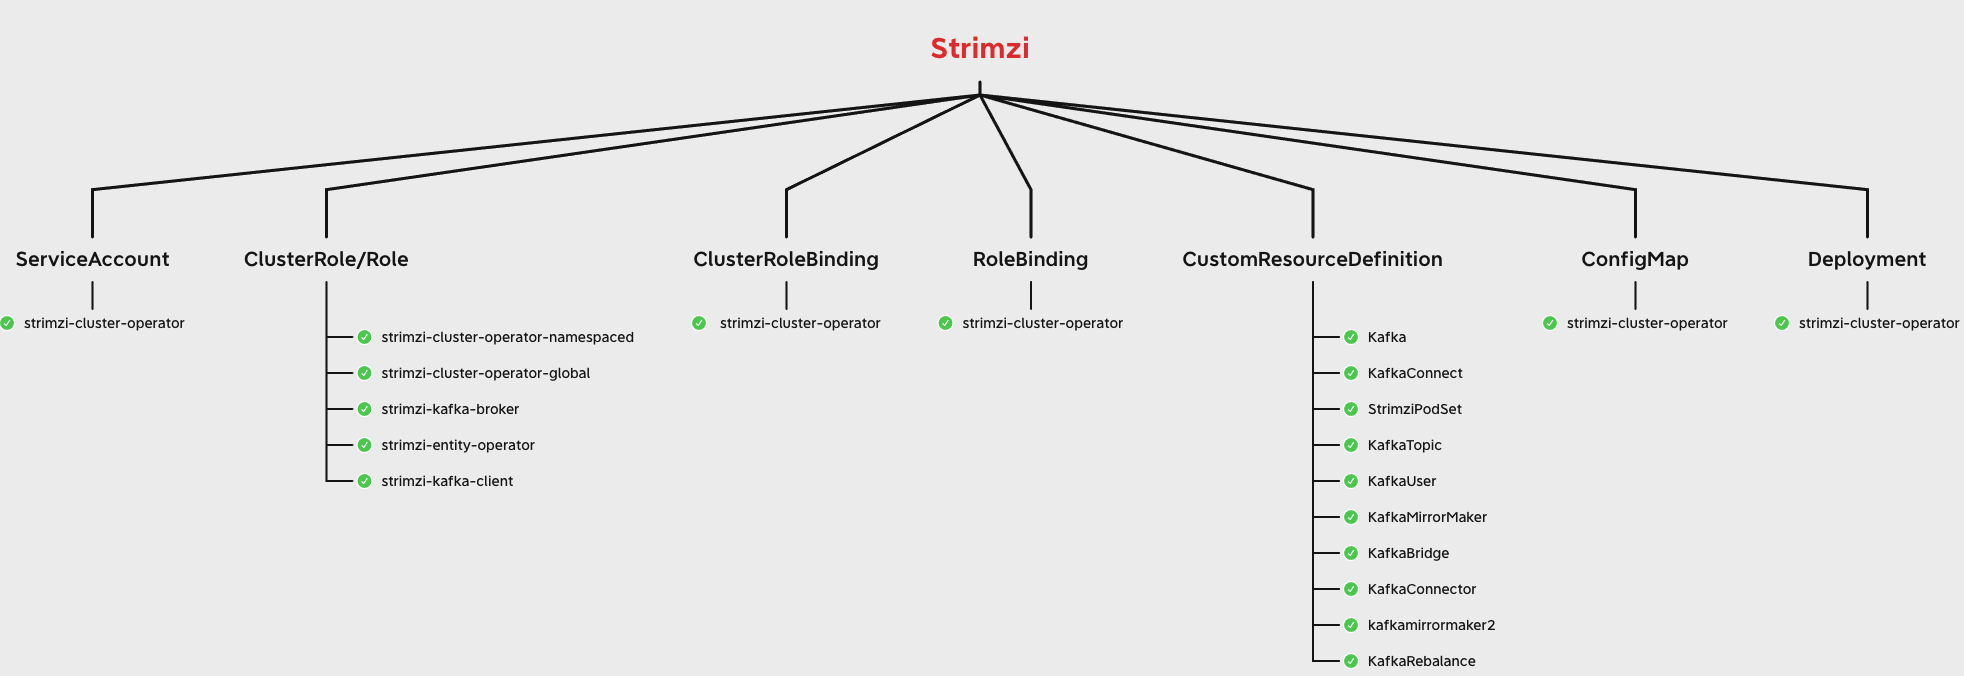 Strimzi
ServiceAccount
strimzi-cluster-operator
ClusterRole/Role
strimzi-cluster-operator-namespaced
strimzi-cluster-operator-global
strimzi-kafka-broker
strimzi-entity-operator
strimzi-kafka-client
ClusterRoleBinding
strimzi-cluster-operator
RoleBinding
strimzi-cluster-operator
CustomResourceDefinition
Kafka
KafkaConnect
StrimziPodSet
KafkaTopic
KafkaUser
KafkaMirrorMaker
KafkaBridge
KafkaConnector
kafkamirrormaker2
KafkaRebalance
ConfigMap
strimzi-cluster-operator
Deployment
strimzi-cluster-operator